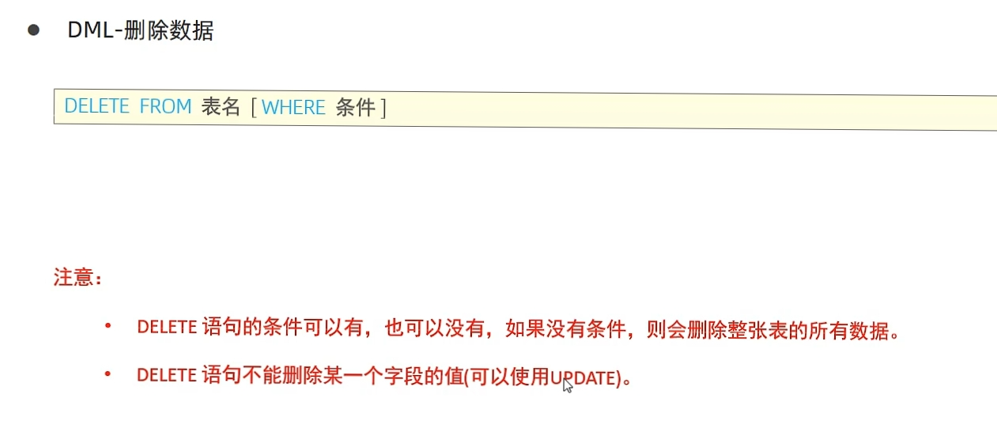 DML-删除数据
DELETE FROM 表名 [ WHERE 条件 ]
注意：
DELETE 语句的条件可以有，也可以没有，如果没有条件，则会删除整张表的所有数据。
DELETE 语句不能删除某一个字段的值(可以使用UPDATE)。